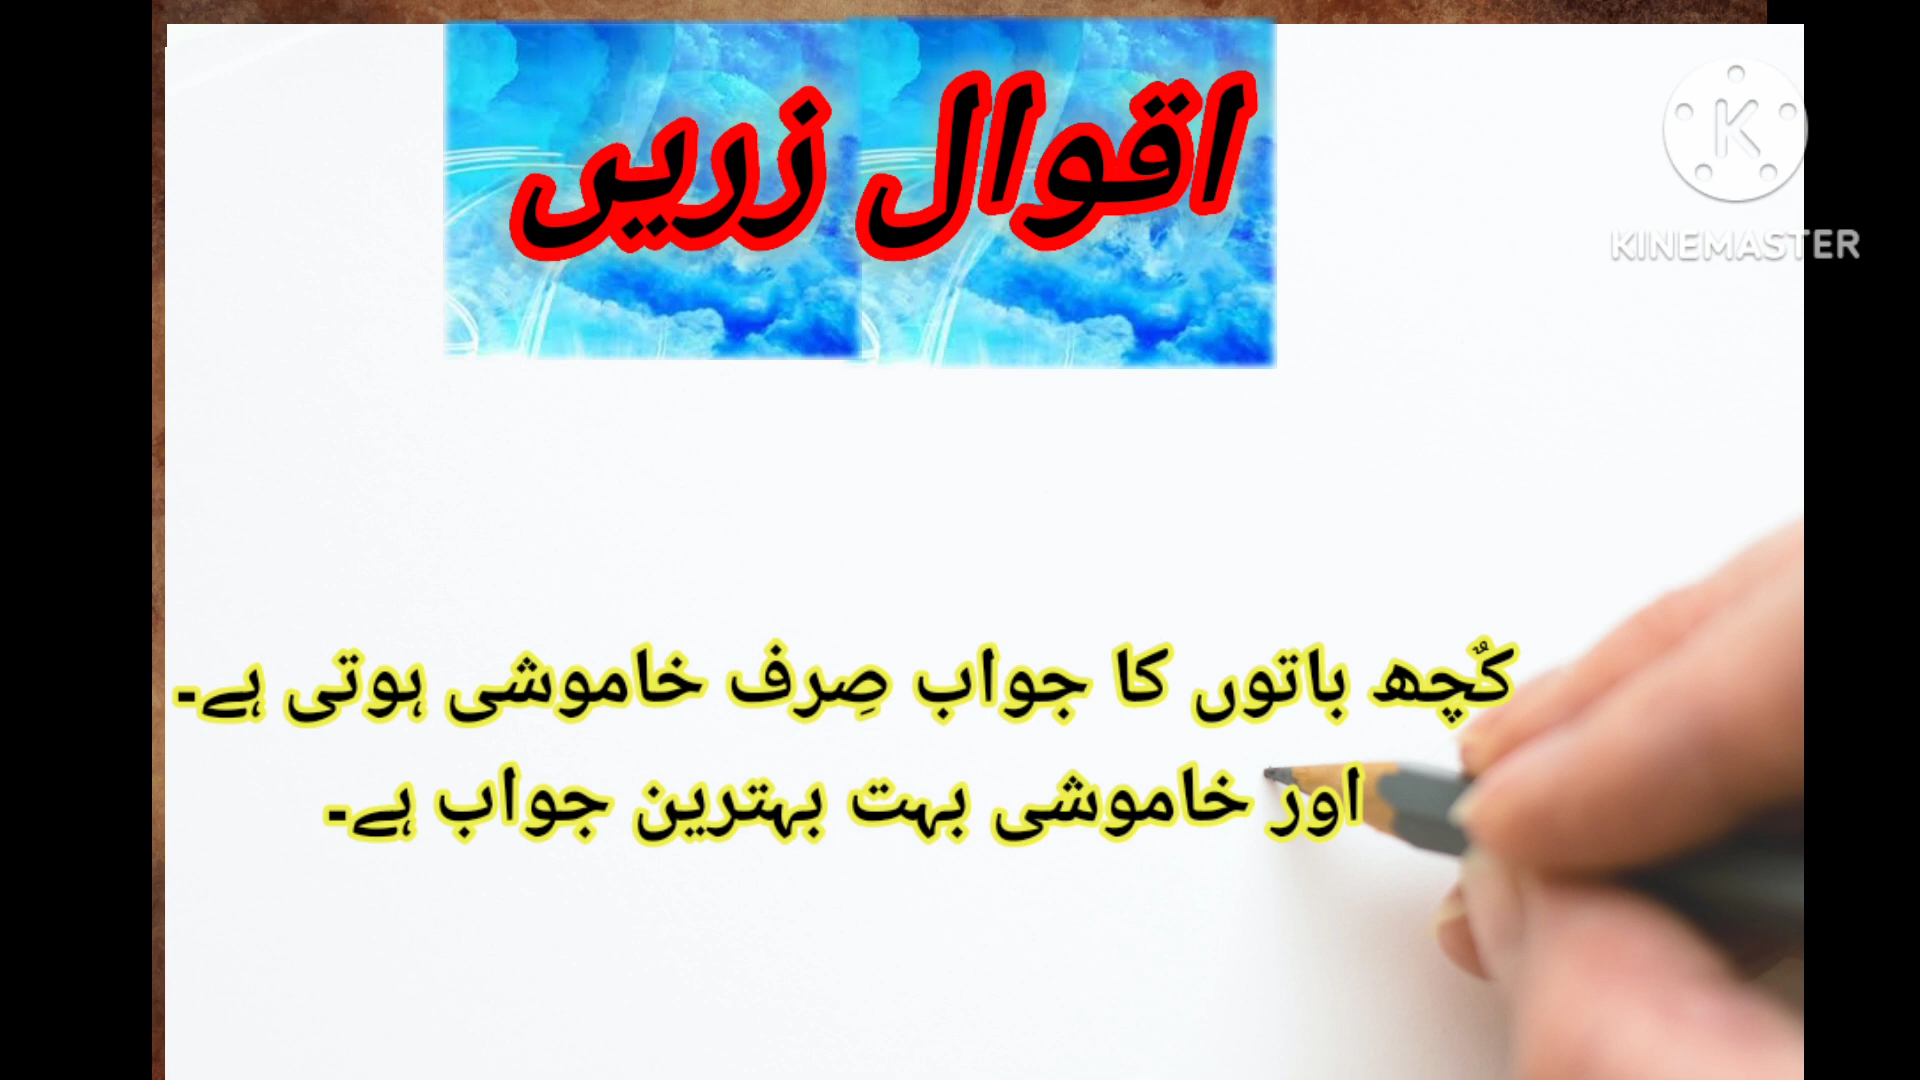 اقوال زریں
K
KINEMASTER
کُچھ باتوں کا جواب صِرف خاموشی ہوتی ہے۔
اور خاموشی بہت بہترین جواب ہے۔